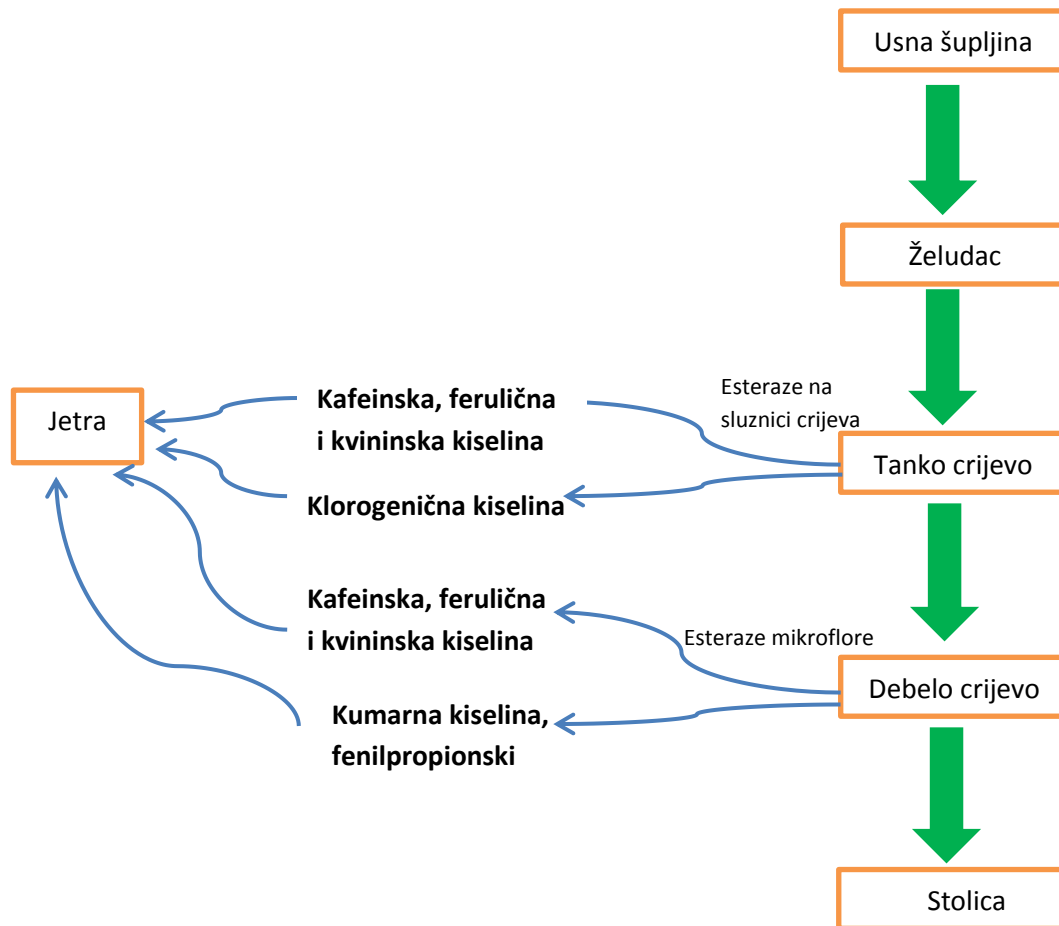 Usna šupljina
Želudac
Esteraze na
sluznici crijeva
Kafeinska, ferulična
i kvininska kiselina
Jetra
Tanko crijevo
Klorogenična kiselina
Kafeinska, ferulična
i kvininska kiselina
Esteraze mikroflore
Debelo crijevo
Kumarna kiselina,
fenilpropionski
Stolica